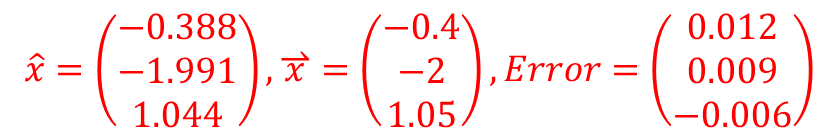 x̂ = (−0.388 −1.991 1.044), x⃗ = (−0.4 −2 1.05), Error = (0.012 0.009 −0.006)